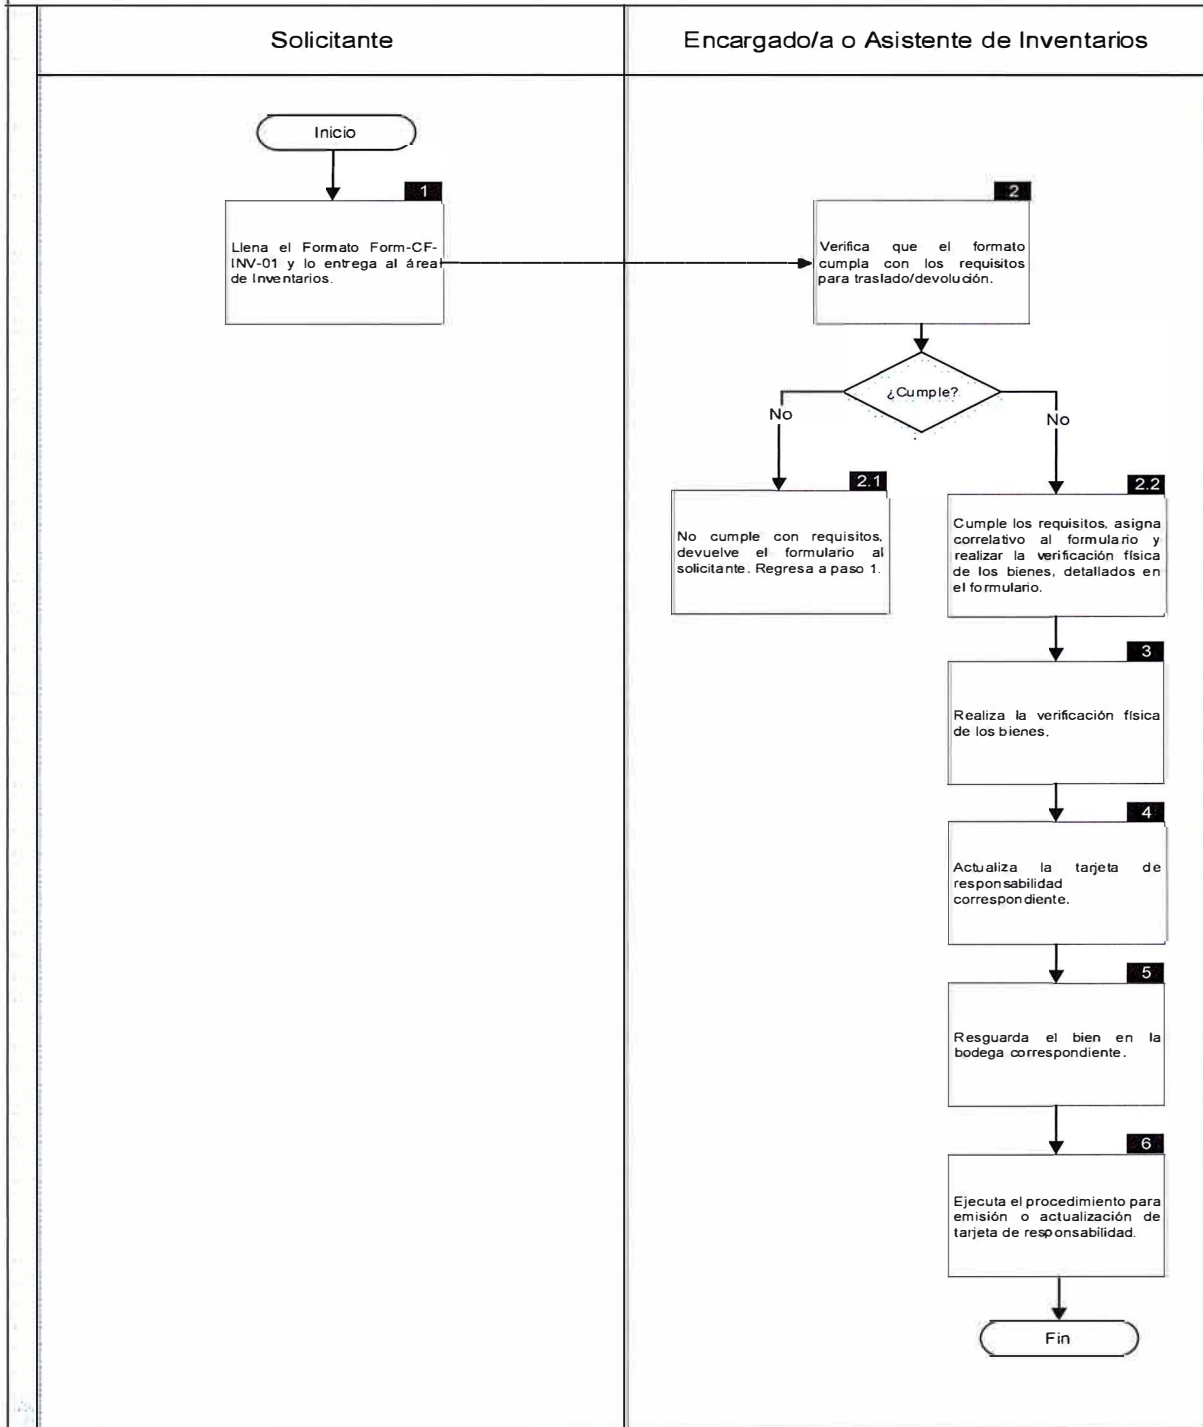 Solicitante
Encargado/a o Asistente de Inventarios
Inicio
1
Llena el Formato Form-CF-
INV-01 y lo entrega al área
de Inventarios.
2
Verifica que el formato
cumpla con los requisitos
para traslado/devolución.
¿Cumple?
No
No
2.1
No cumple con requisitos,
devuelve el formulario al
solicitante. Regresa a paso 1.
2.2
Cumple los requisitos, asigna
correlativo al formulario y
realizar la verificación física
de los bienes, detallados en
el formulario.
3
Realiza la verificación física
de los bienes.
4
Actualiza la tarjeta de
responsabilidad
correspondiente.
5
Resguarda el bien en la
bodega correspondiente.
6
Ejecuta el procedimiento para
emisión o actualización de
tarjeta de responsabilidad.
Fin